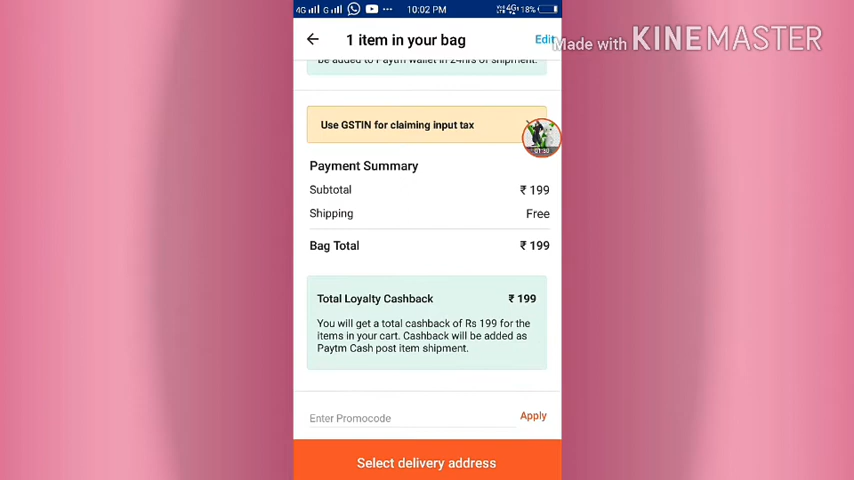 4G G 10:02 PM 4G+ 18%
1 item in your bag
Edit
Made with KINEMASTER
be added to Paytm wallet in 24hrs of shipment.
Use GSTIN for claiming input tax
01:30
Payment Summary
Subtotal ₹ 199
Shipping Free
Bag Total ₹ 199
Total Loyalty Cashback ₹ 199
You will get a total cashback of Rs 199 for the
items in your cart. Cashback will be added as
Paytm Cash post item shipment.
Enter Promocode Apply
Select delivery address